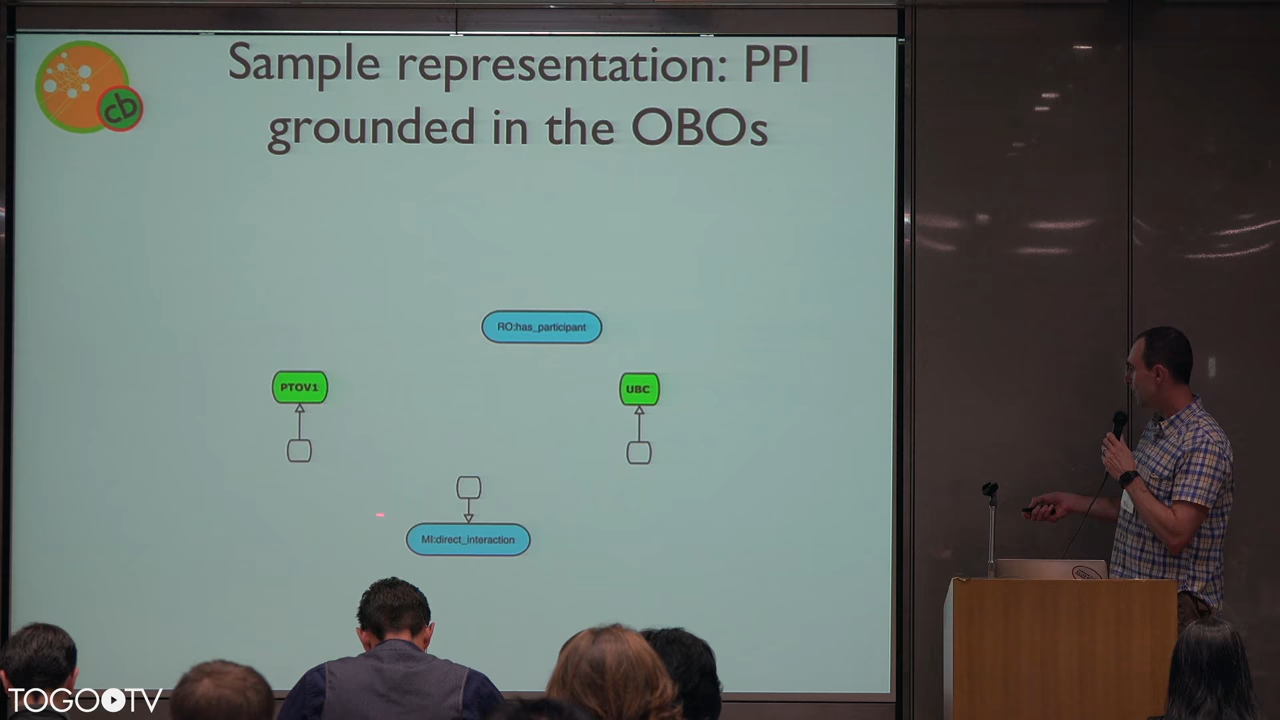 cb
Sample representation: PPI
grounded in the OBOs
RO:has_participant
PTOV1
UBC
MI:direct_interaction
TOGOTV